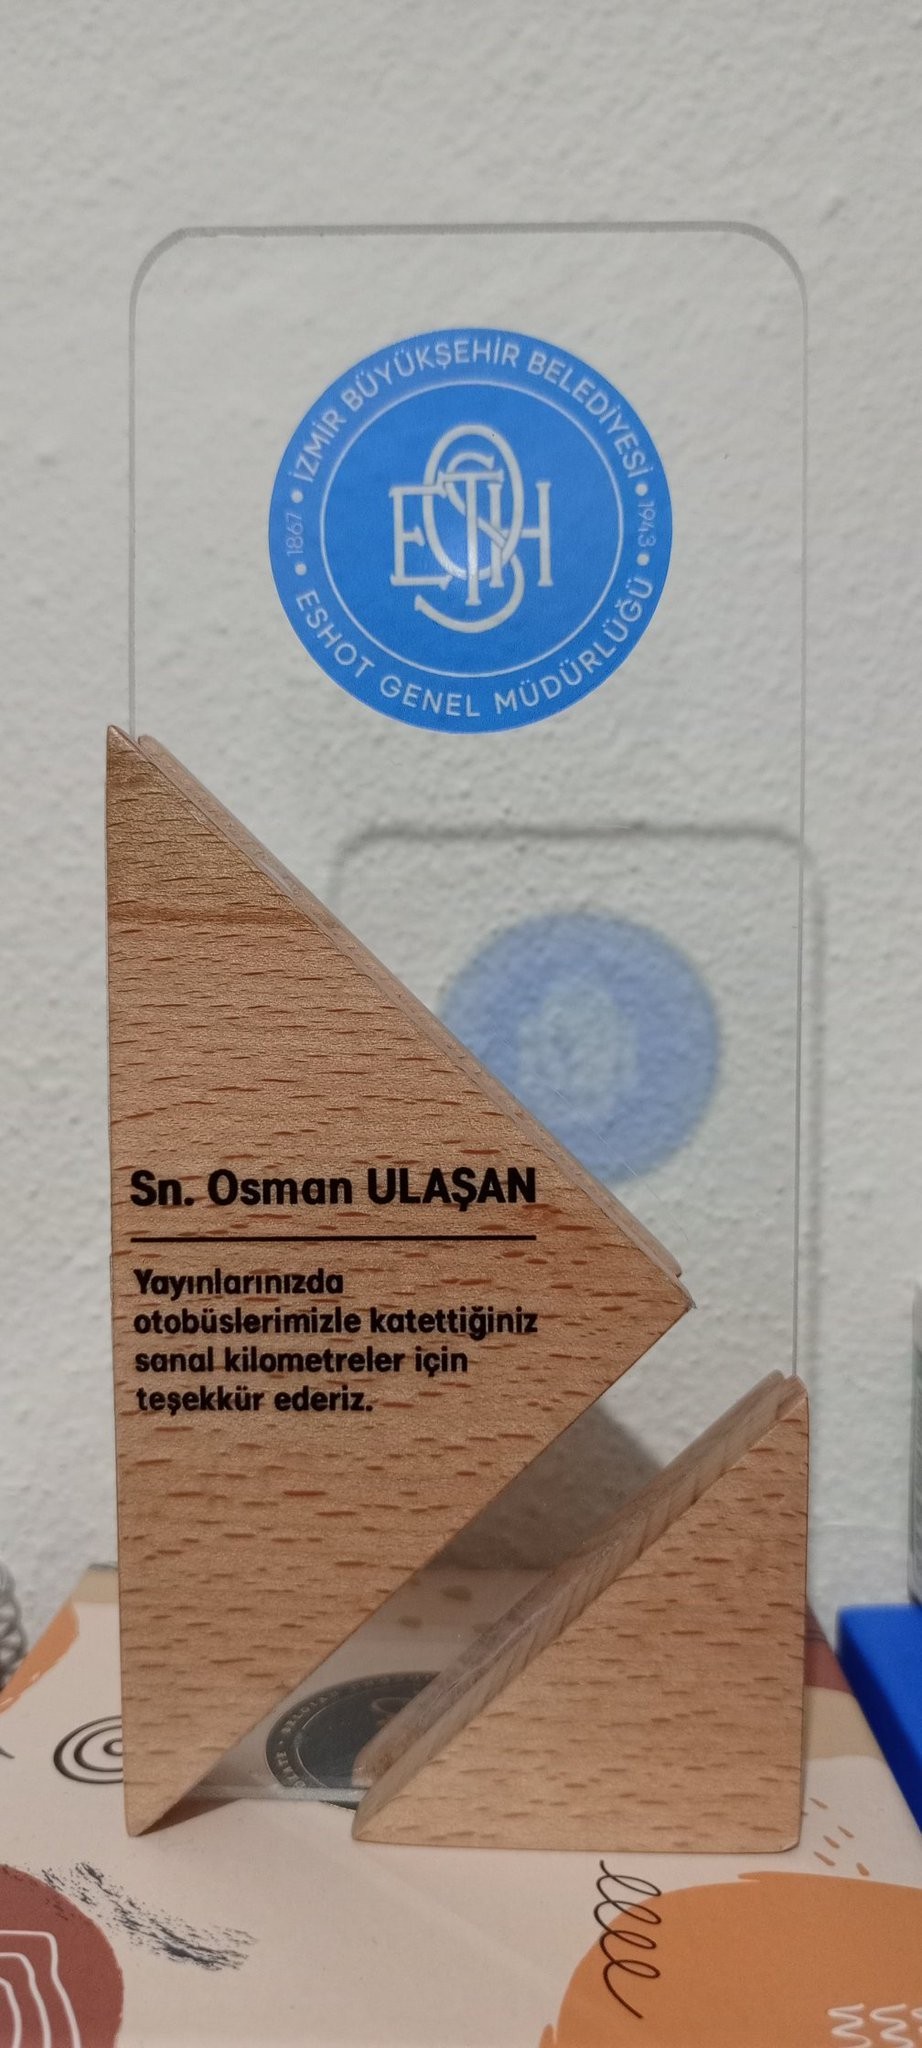 İZMİR BÜYÜKŞEHİR BELEDİYESİ
1867 1943
ESHOT
ESHOT GENEL MÜDÜRLÜĞÜ
Sn. Osman ULAŞAN
Yayınlarınızda
otobüslerimizle katettiğiniz
sanal kilometreler için
teşekkür ederiz.